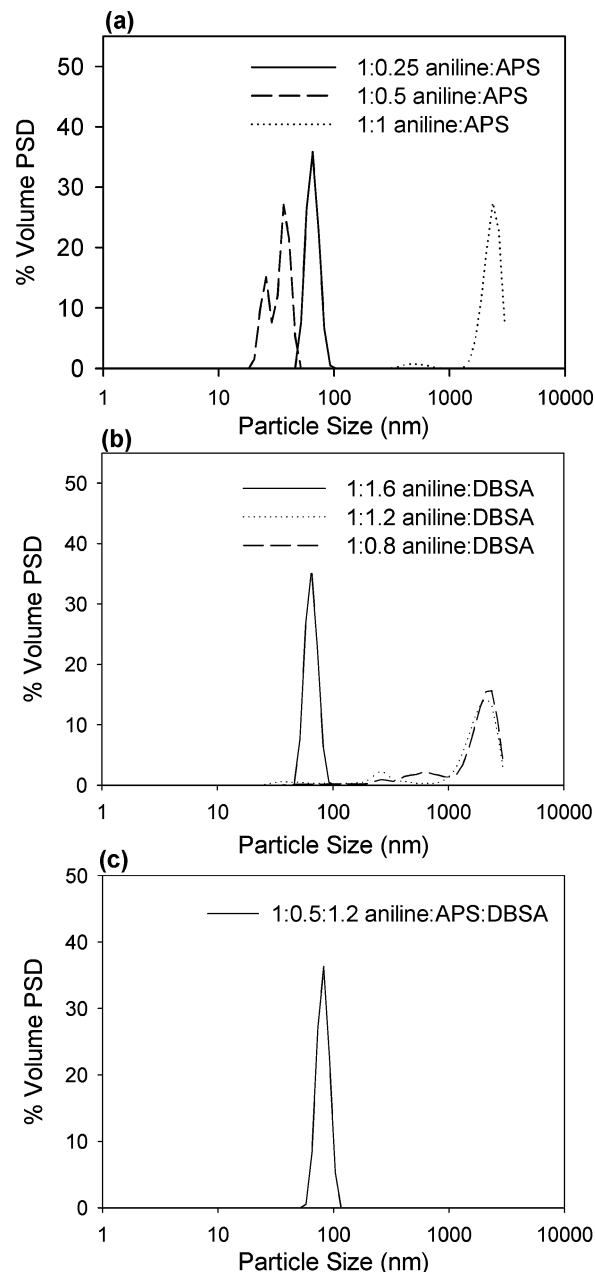 (a)
50
40
30
20
10
0
% Volume PSD
1:0.25 aniline:APS
1:0.5 aniline:APS
1:1 aniline:APS
1 10 100 1000 10000
Particle Size (nm)
(b)
50
40
30
20
10
0
% Volume PSD
1:1.6 aniline:DBSA
1:1.2 aniline:DBSA
1:0.8 aniline:DBSA
1 10 100 1000 10000
Particle Size (nm)
(c)
50
40
30
20
10
0
% Volume PSD
1:0.5:1.2 aniline:APS:DBSA
1 10 100 1000 10000
Particle Size (nm)